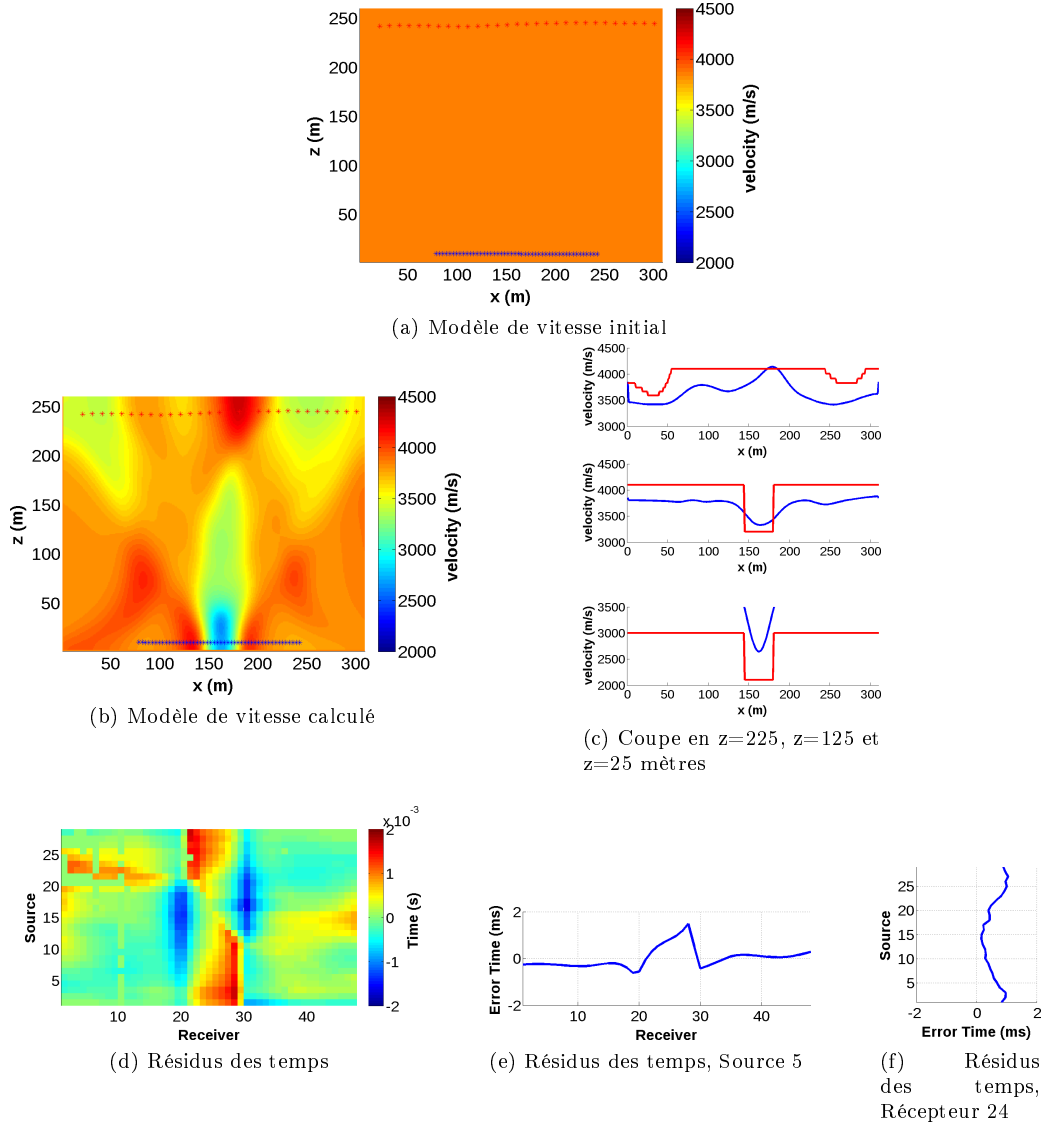 250
200
150
100
50
z (m)
50 100 150 200 250 300
x (m)
4500
4000
3500
3000
2500
2000
velocity (m/s)
(a) Modèle de vitesse initial
250
200
150
100
50
z (m)
50 100 150 200 250 300
x (m)
4500
4000
3500
3000
2500
2000
velocity (m/s)
(b) Modèle de vitesse calculé
4500
4000
3500
3000
velocity (m/s)
0 50 100 150 200 250 300
x (m)
4500
4000
3500
3000
velocity (m/s)
0 50 100 150 200 250 300
x (m)
3500
3000
2500
2000
velocity (m/s)
0 50 100 150 200 250 300
x (m)
(c) Coupe en z=225, z=125 et
z=25 mètres
25
20
15
10
5
Source
10 20 30 40
Receiver
x 10-3
2
1
0
-1
-2
Time (s)
(d) Résidus des temps
2
0
-2
Error Time (ms)
10 20 30 40
Receiver
(e) Résidus des temps, Source 5
25
20
15
10
5
Source
-2 0 2
Error Time (ms)
(f) Résidus
des temps,
Récepteur 24